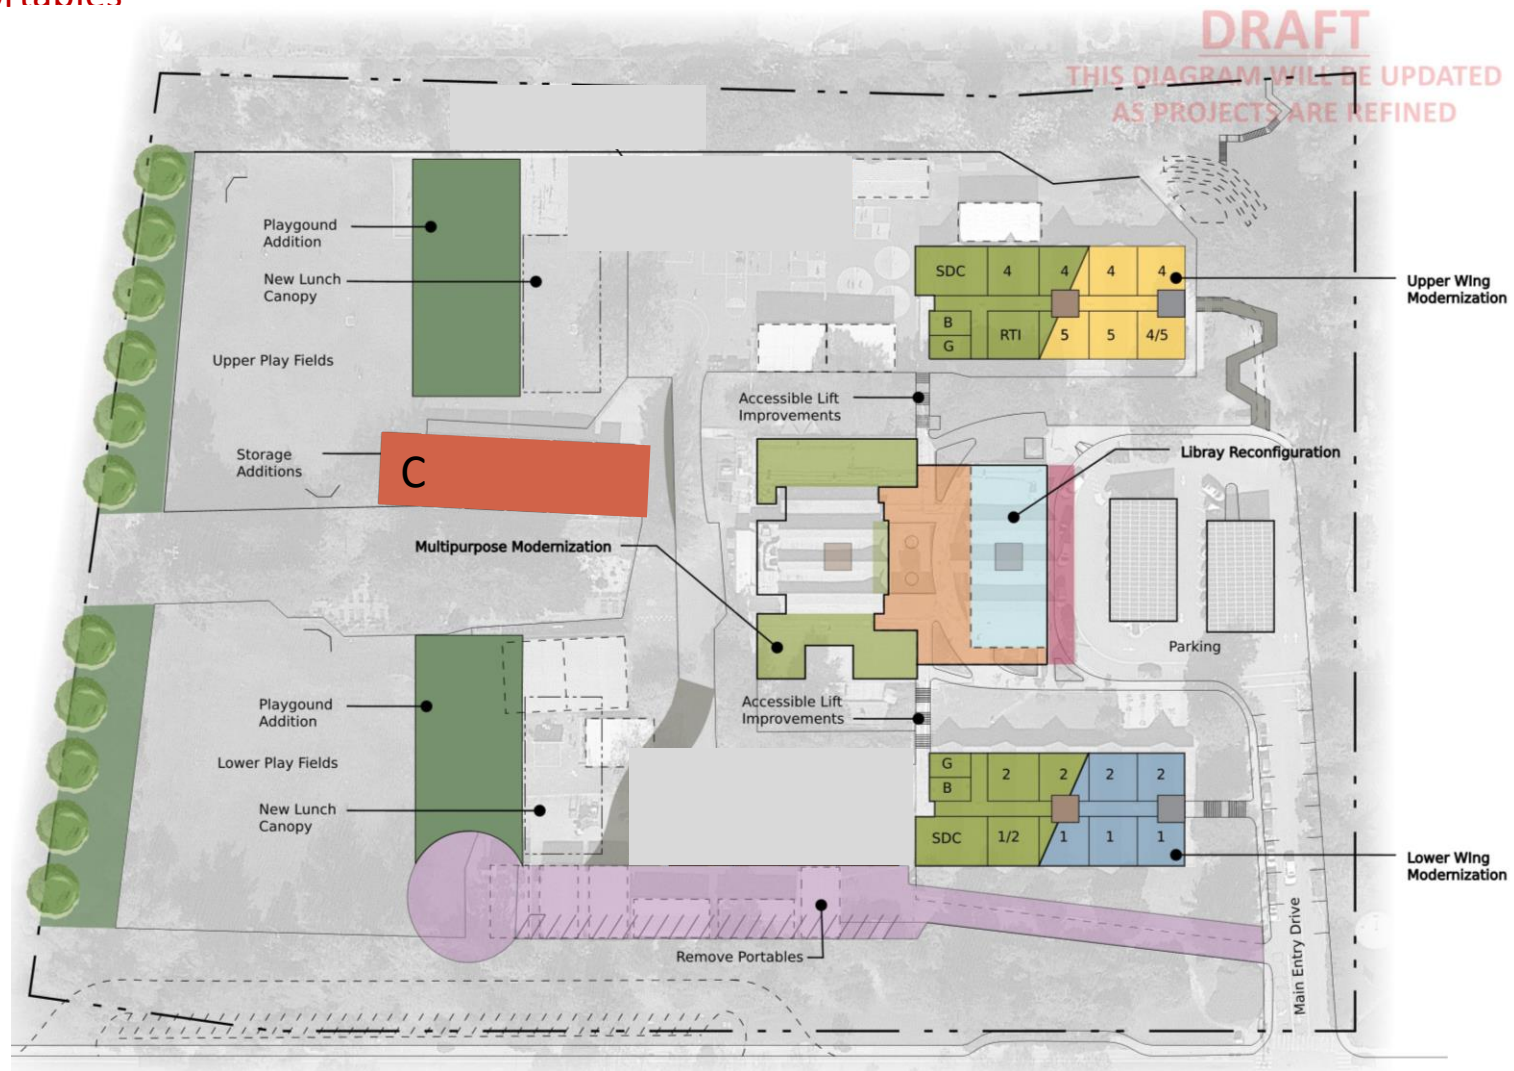 DRAFT
THIS DIAGRAM WILL BE UPDATED
AS PROJECTS ARE REFINED
Playgound
Addition
New Lunch
Canopy
Upper Play Fields
Storage
Additions
C
Multipurpose Modernization
SDC 4 4 4 4
B
G
RTI 5 5 4/5
Upper Wing
Modernization
Accessible Lift
Improvements
Libray Reconfiguration
Parking
Playgound
Addition
Lower Play Fields
New Lunch
Canopy
Accessible Lift
Improvements
G
B
2 2 2 2
SDC 1/2 1 1 1
Lower Wing
Modernization
Remove Portables
Main Entry Drive